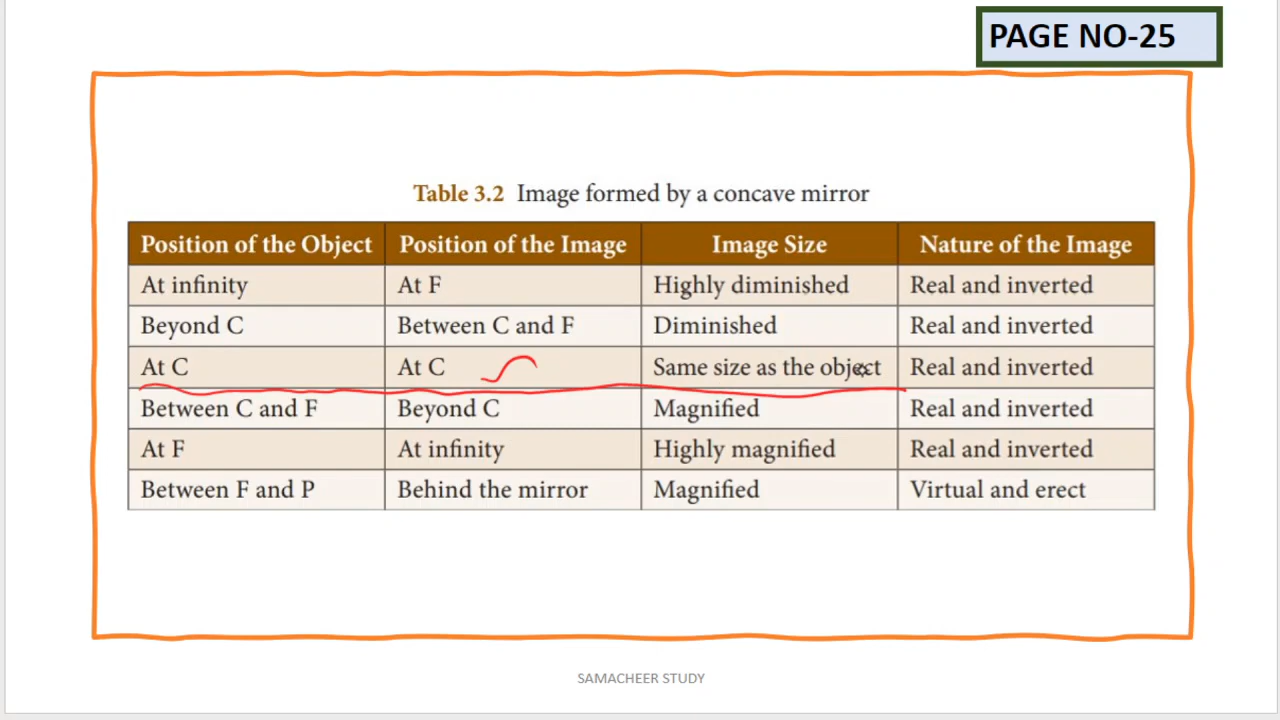 PAGE NO-25
Table 3.2 Image formed by a concave mirror
Position of the Object Position of the Image Image Size Nature of the Image
At infinity At F Highly diminished Real and inverted
Beyond C Between C and F Diminished Real and inverted
At C At C Same size as the object Real and inverted
Between C and F Beyond C Magnified Real and inverted
At F At infinity Highly magnified Real and inverted
Between F and P Behind the mirror Magnified Virtual and erect
SAMACHEER STUDY